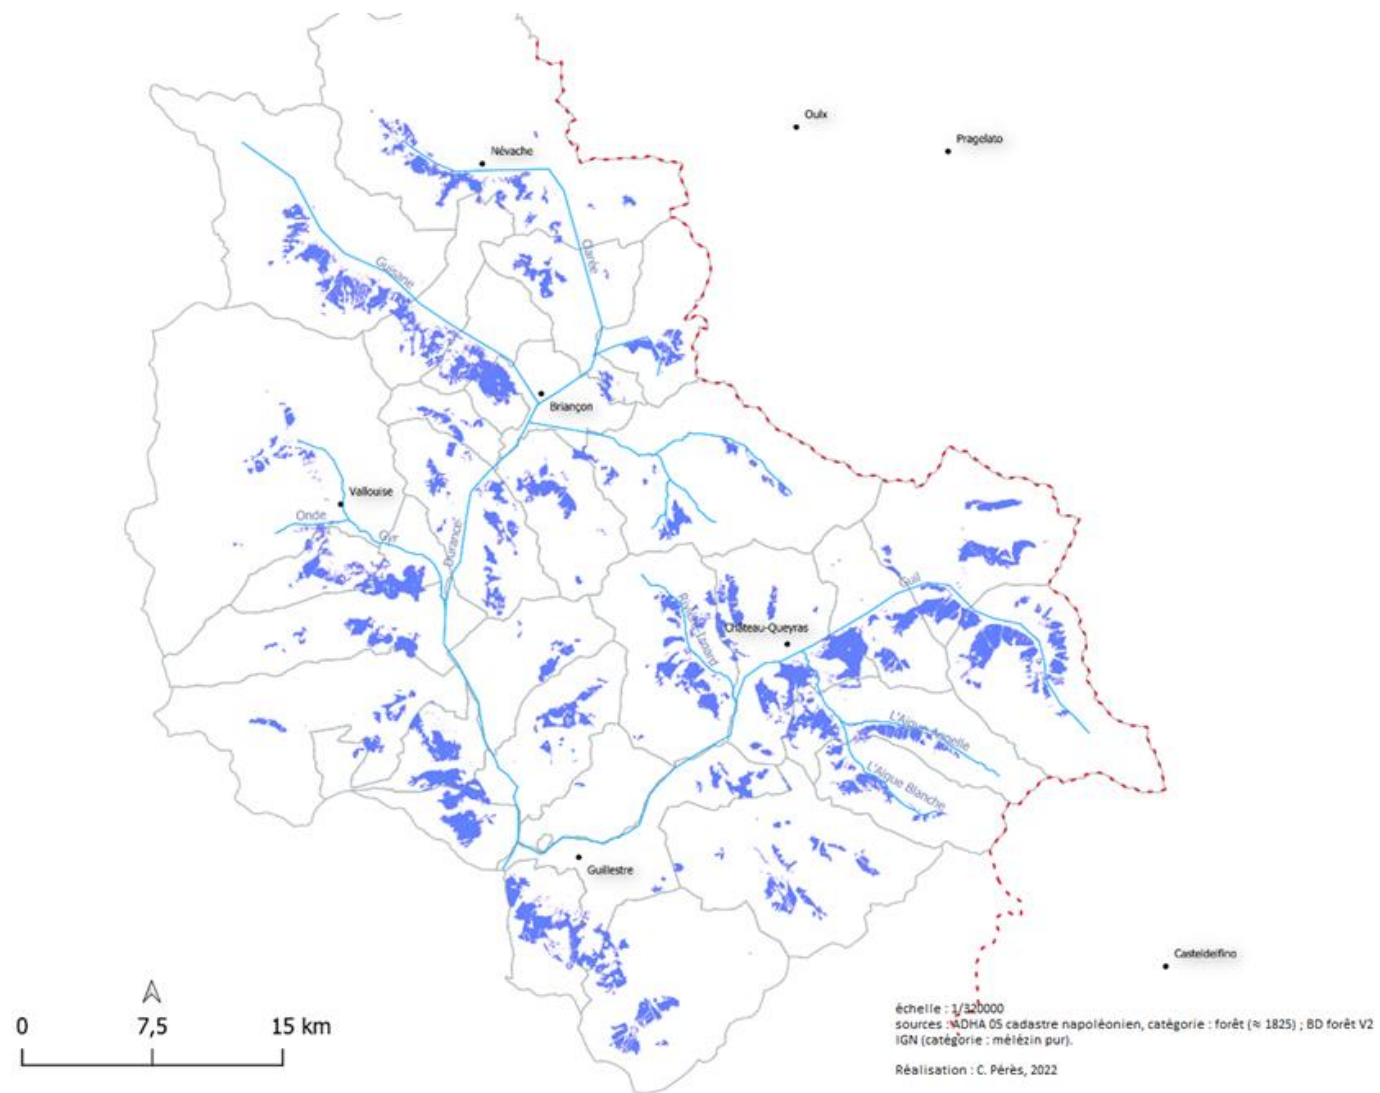 Oulx
Pragelato
Névache
Clarée
Guisane
Briançon
Vallouise
Onde
Gyr
Durance
Guil
Château-Queyras
L'Aigue Agnelle
L'Aigue Blanche
Guillestre
Casteldelfino
0 7,5 15 km
échelle : 1/320000
sources : ADHA 05 cadastre napoléonien, catégorie : forêt (≈ 1825) ; BD forêt V2
IGN (catégorie : mélézin pur).
Réalisation : C. Pérès, 2022